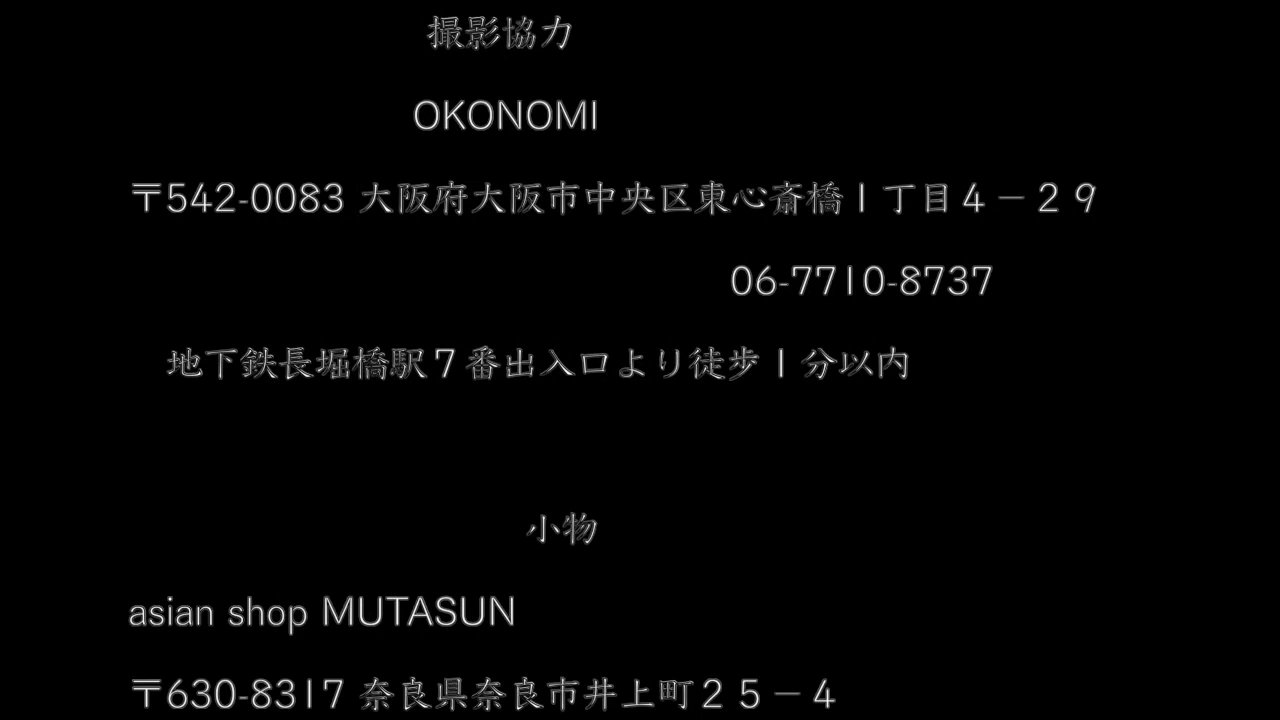 撮影協力
OKONOMI
〒542-0083 大阪府大阪市中央区東心斎橋1丁目4－29
06-7710-8737
地下鉄長堀橋駅7番出入口より徒歩1分以内
小物
asian shop MUTASUN
〒630-8317 奈良県奈良市井上町25－4